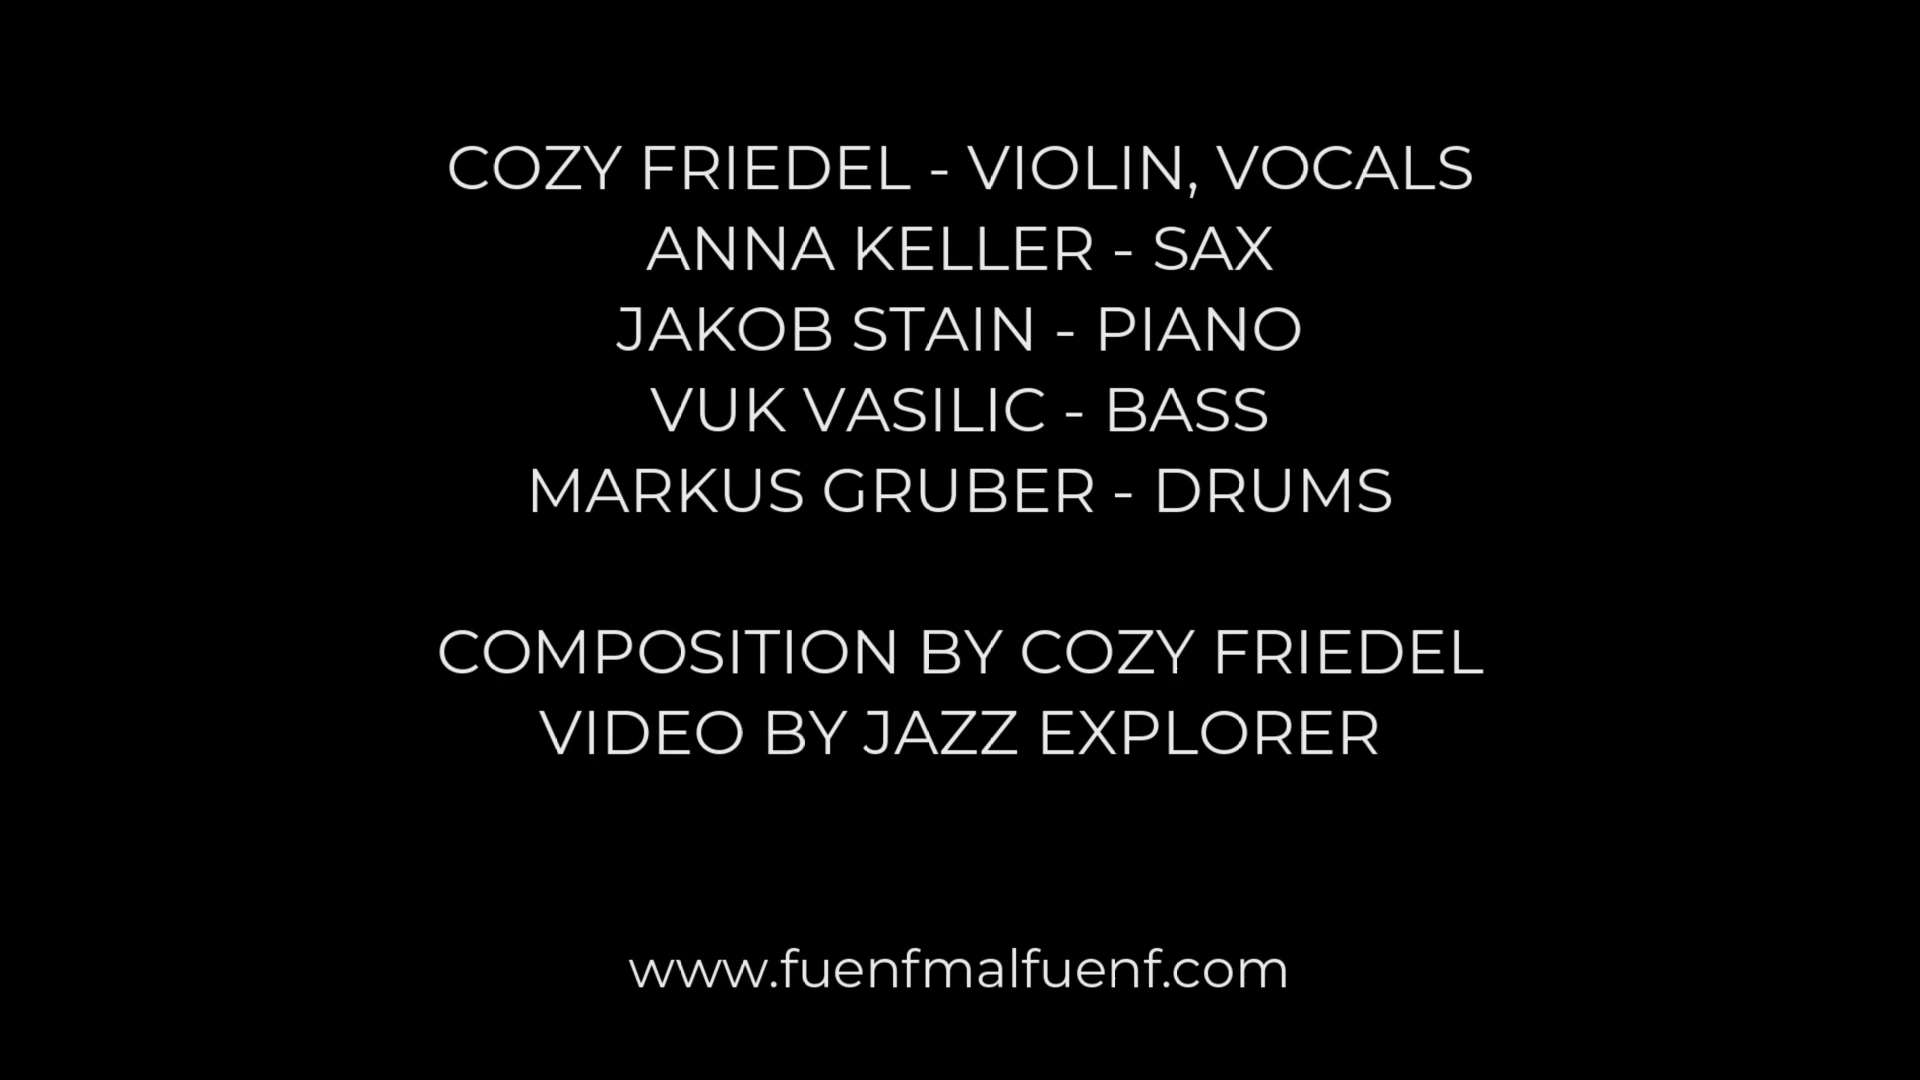 COZY FRIEDEL - VIOLIN, VOCALS
ANNA KELLER - SAX
JAKOB STAIN - PIANO
VUK VASILIC - BASS
MARKUS GRUBER - DRUMS
COMPOSITION BY COZY FRIEDEL
VIDEO BY JAZZ EXPLORER
www.fuenfmalfuenf.com